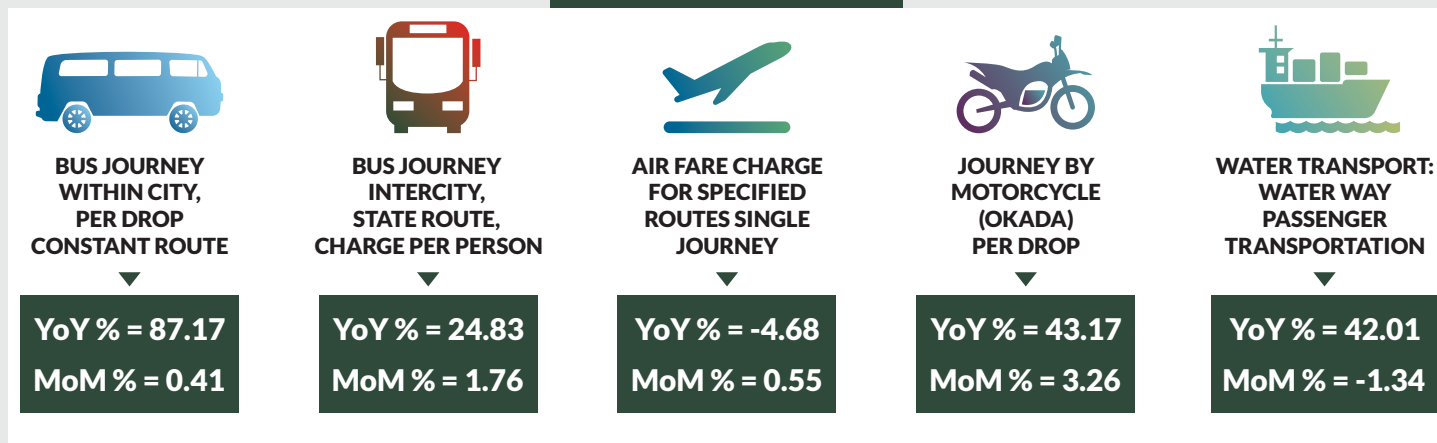 BUS JOURNEY
WITHIN CITY,
PER DROP
CONSTANT ROUTE
YoY % = 87.17
MoM % = 0.41
BUS JOURNEY
INTERCITY,
STATE ROUTE,
CHARGE PER PERSON
YoY % = 24.83
MoM % = 1.76
AIR FARE CHARGE
FOR SPECIFIED
ROUTES SINGLE
JOURNEY
YoY % = -4.68
MoM % = 0.55
JOURNEY BY
MOTORCYCLE
(OKADA)
PER DROP
YoY % = 43.17
MoM % = 3.26
WATER TRANSPORT:
WATER WAY
PASSENGER
TRANSPORTATION
YoY % = 42.01
MoM % = -1.34